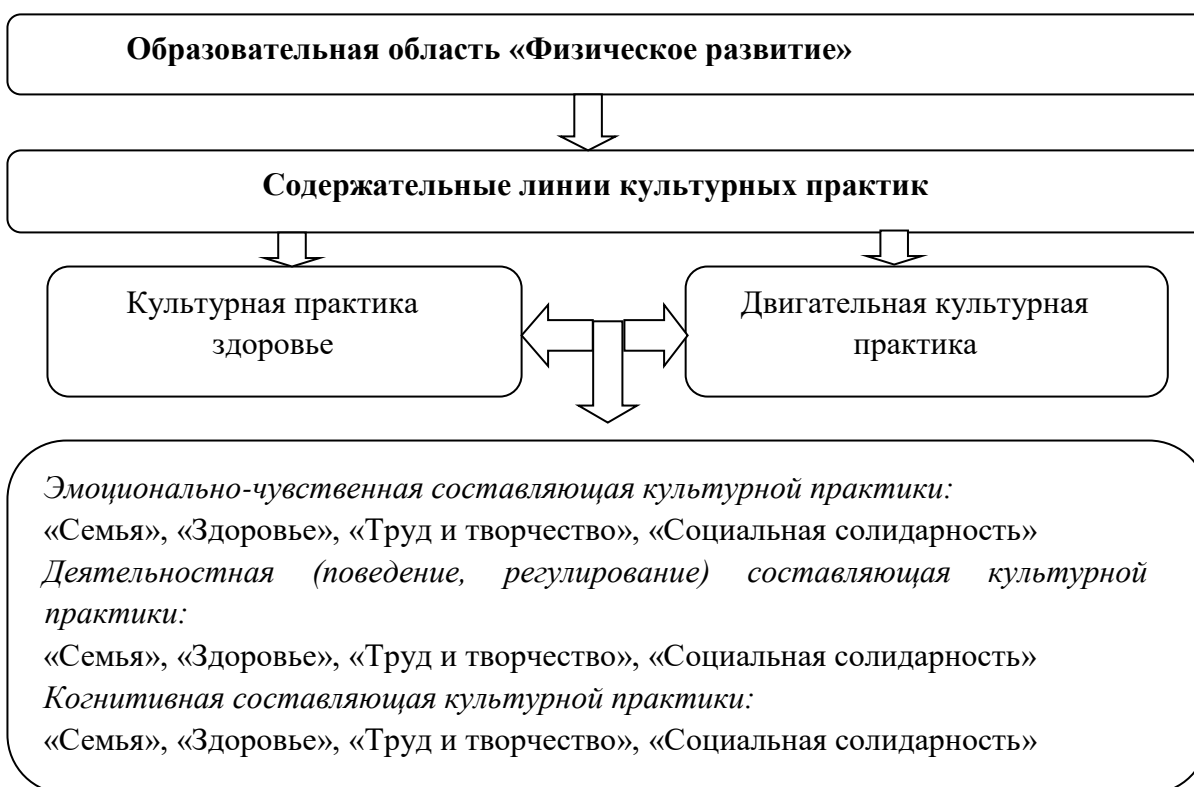 Образовательная область «Физическое развитие»
Содержательные линии культурных практик
Культурная практика
здоровье
Двигательная культурная
практика
Эмоционально-чувственная составляющая культурной практики:
«Семья», «Здоровье», «Труд и творчество», «Социальная солидарность»
Деятельностная (поведение, регулирование) составляющая культурной
практики:
«Семья», «Здоровье», «Труд и творчество», «Социальная солидарность»
Когнитивная составляющая культурной практики:
«Семья», «Здоровье», «Труд и творчество», «Социальная солидарность»